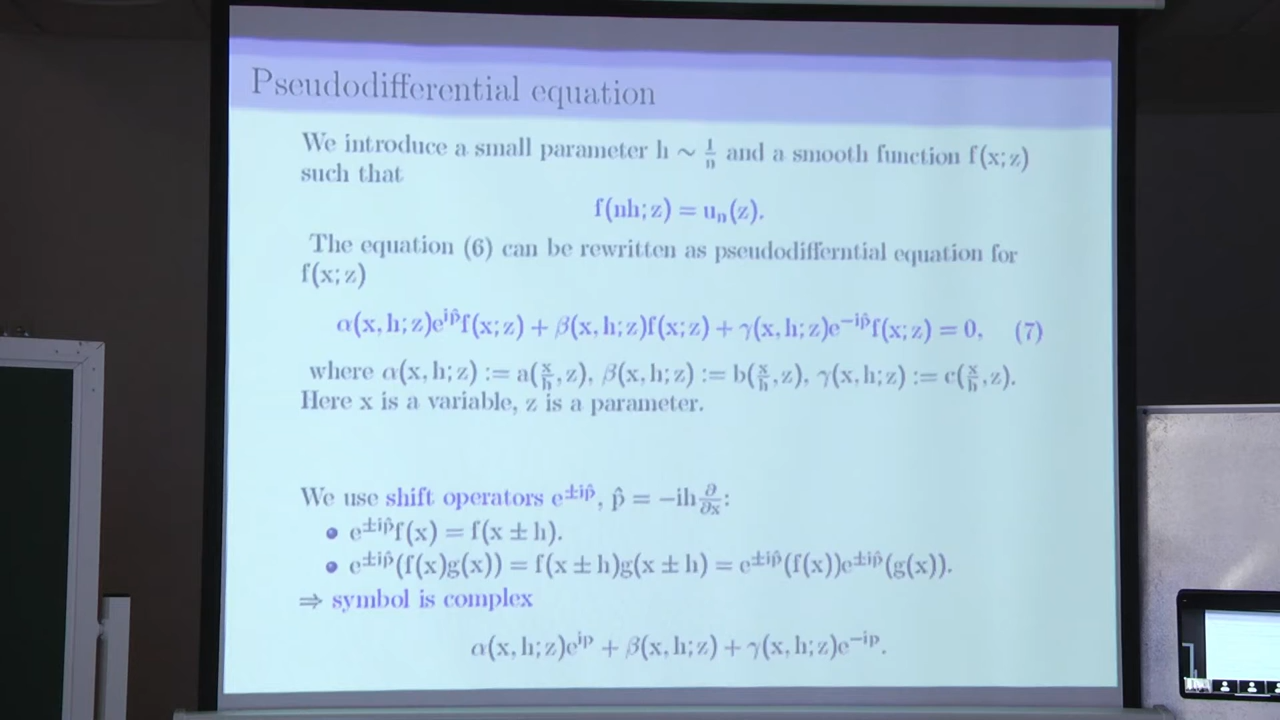 Pseudodifferential equation
We introduce a small parameter h ∼ 1/n and a smooth function f(x; z)
such that
f(nh; z) = uₙ(z).
The equation (6) can be rewritten as pseudodifferntial equation for
f(x; z)
α(x, h; z)e^{ip̂}f(x; z) + β(x, h; z)f(x; z) + γ(x, h; z)e^{−ip̂}f(x; z) = 0, (7)
where α(x, h; z) := a(x/h, z), β(x, h; z) := b(x/h, z), γ(x, h; z) := c(x/h, z).
Here x is a variable, z is a parameter.
We use shift operators e^{±ip̂}, p̂ = −ih ∂/∂x:
• e^{±ip̂}f(x) = f(x ± h).
• e^{±ip̂}(f(x)g(x)) = f(x ± h)g(x ± h) = e^{±ip̂}(f(x))e^{±ip̂}(g(x)).
⇒ symbol is complex
α(x, h; z)e^{ip} + β(x, h; z) + γ(x, h; z)e^{−ip}.